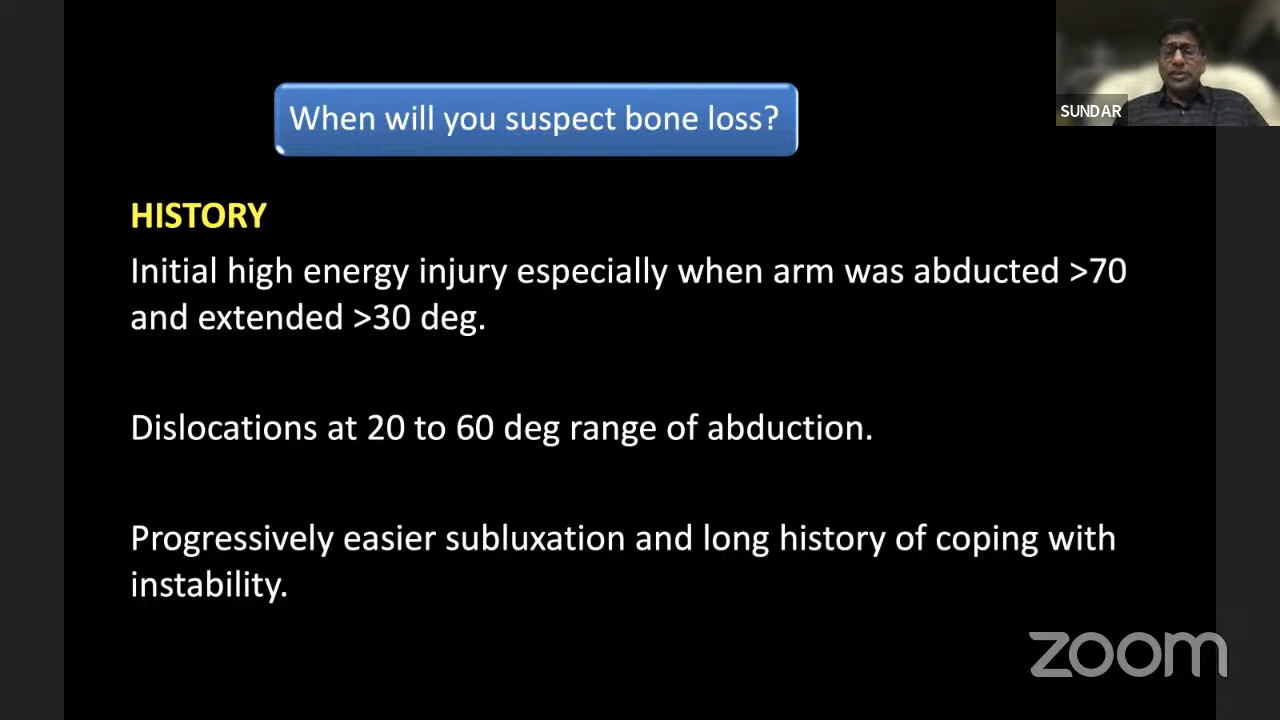 When will you suspect bone loss?
SUNDAR
HISTORY
Initial high energy injury especially when arm was abducted >70
and extended >30 deg.
Dislocations at 20 to 60 deg range of abduction.
Progressively easier subluxation and long history of coping with
instability.
zoom